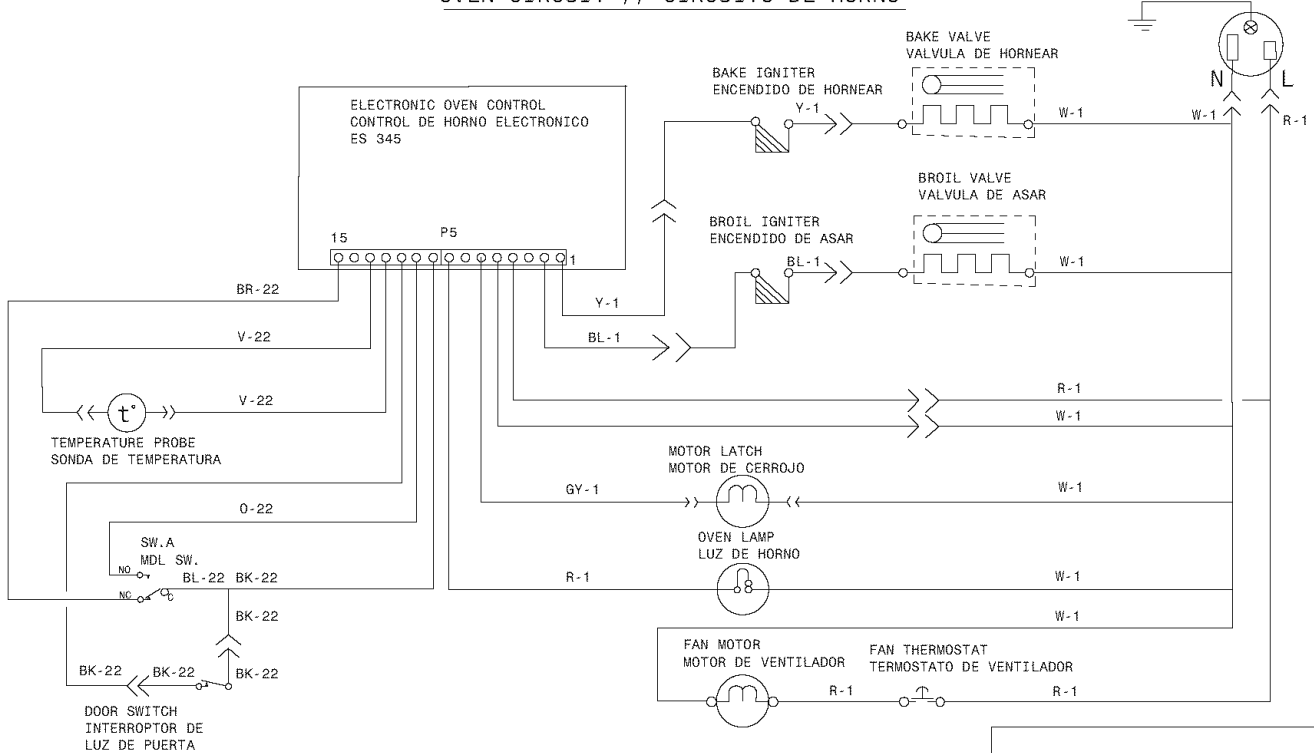 OVEN CIRCUIT // CIRCUITO DE HORNO
BAKE VALVE
VALVULA DE HORNEAR
BAKE IGNITER
ENCENDIDO DE HORNEAR
Y-1
W-1
W-1
N
L
R-1
ELECTRONIC OVEN CONTROL
CONTROL DE HORNO ELECTRONICO
ES 345
15
P5
1
BROIL VALVE
VALVULA DE ASAR
BROIL IGNITER
ENCENDIDO DE ASAR
BL-1
W-1
BR-22
Y-1
V-22
BL-1
V-22
R-1
W-1
t°
TEMPERATURE PROBE
SONDA DE TEMPERATURA
MOTOR LATCH
MOTOR DE CERROJO
GY-1
W-1
O-22
OVEN LAMP
LUZ DE HORNO
SW.A
MDL SW.
NO
BL-22
BK-22
R-1
W-1
NC
C
BK-22
W-1
FAN MOTOR
MOTOR DE VENTILADOR
FAN THERMOSTAT
TERMOSTATO DE VENTILADOR
BK-22
BK-22
BK-22
R-1
R-1
DOOR SWITCH
INTERROPTOR DE
LUZ DE PUERTA